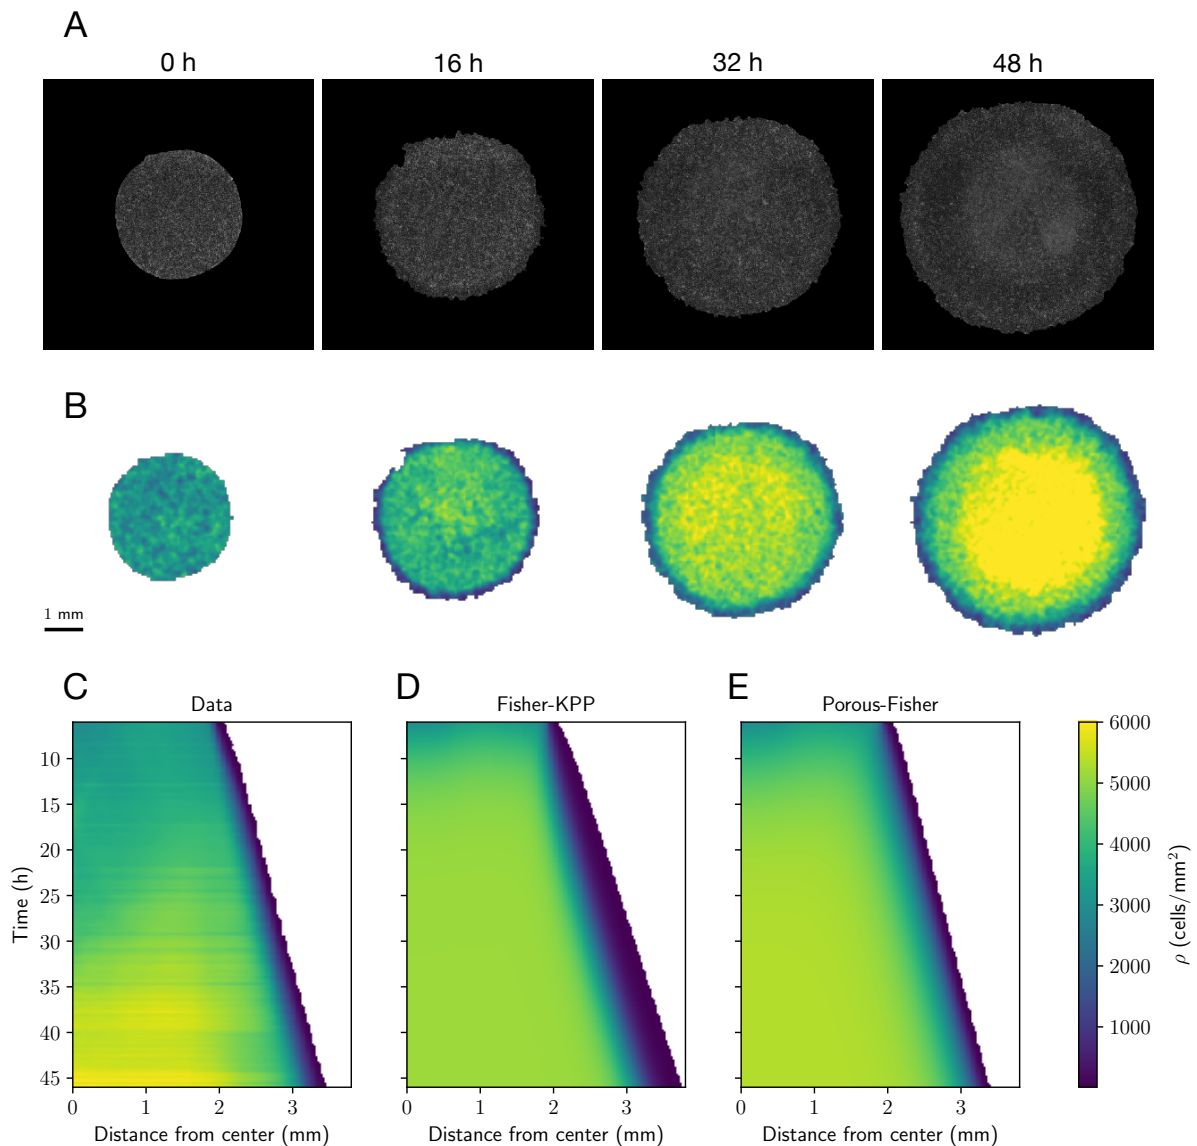 A
0 h
16 h
32 h
48 h
B
1 mm
C
D
E
Data
Fisher-KPP
Porous-Fisher
Time (h)
10
15
20
25
30
35
40
45
0
1
2
3
Distance from center (mm)
0
1
2
3
Distance from center (mm)
0
1
2
3
Distance from center (mm)
6000
5000
4000
3000
2000
1000
ρ (cells/mm²)